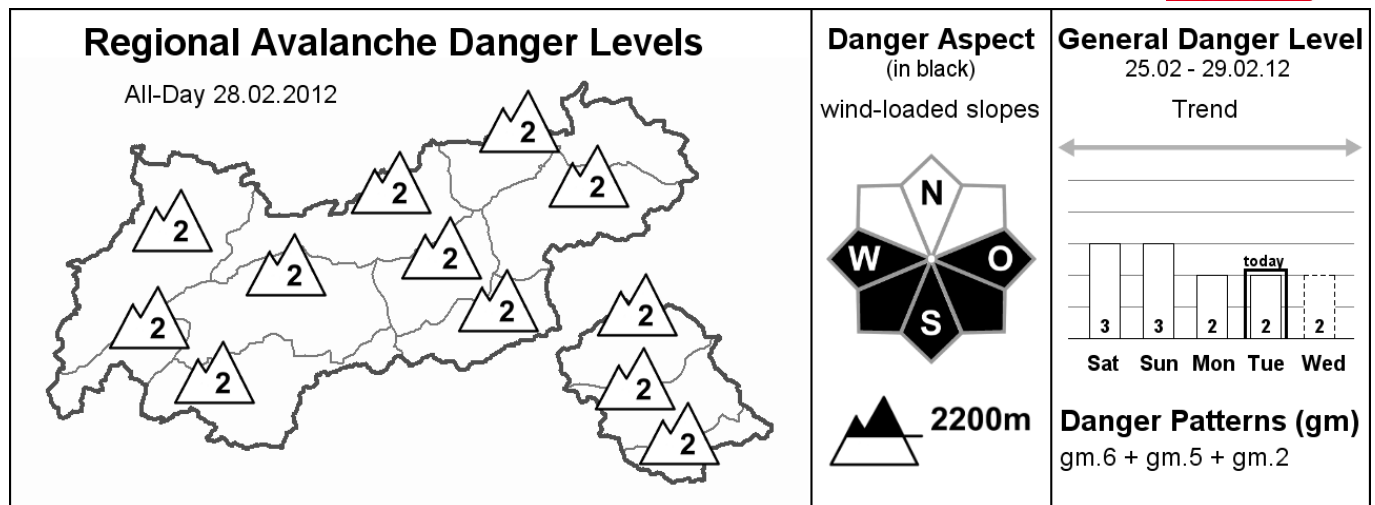 Regional Avalanche Danger Levels
All-Day 28.02.2012
2
2
2
2
2
2
2
2
2
2
2
2
2
Danger Aspect
(in black)
wind-loaded slopes
N
W O
S
2200m
General Danger Level
25.02 - 29.02.12
Trend
today
3 3 2 2 2
Sat Sun Mon Tue Wed
Danger Patterns (gm)
gm.6 + gm.5 + gm.2